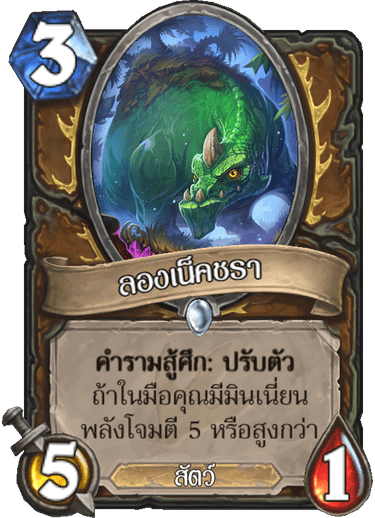 3
ลองเน็คชรา
คำรามสู้ศึก: ปรับตัว
ถ้าในมือคุณมีมินเนี่ยน
พลังโจมตี 5 หรือสูงกว่า
5
สัตว์
1